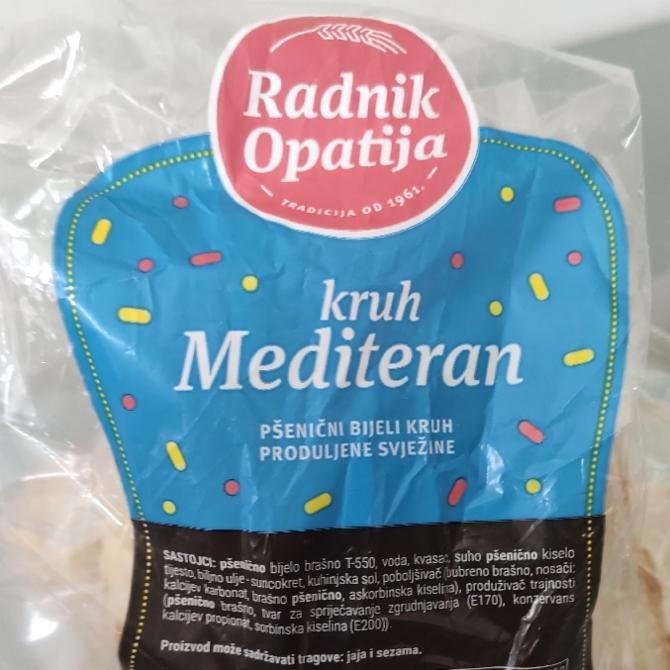 Radnik
Opatija
TRADICIJA OD 1961.
kruh
Mediteran
PŠENIČNI BIJELI KRUH
PRODULJENE SVJEŽINE
SASTOJCI: pšenično bijelo brašno T-550, voda, kvasac, suho pšenično kiselo
tijesto, biljno ulje - suncokret, kuhinjska sol, poboljšivač (bubreno brašno, nosači:
kalcijev karbonat, brašno pšenično, askorbinska kiselina), produživač trajnosti
(pšenično brašno, tvar za spriječavanje zgrudnjavanja (E170), konzervans
kalcijev propionat, sorbinska kiselina (E200)).
Proizvod može sadržavati tragove: jaja i sezama.